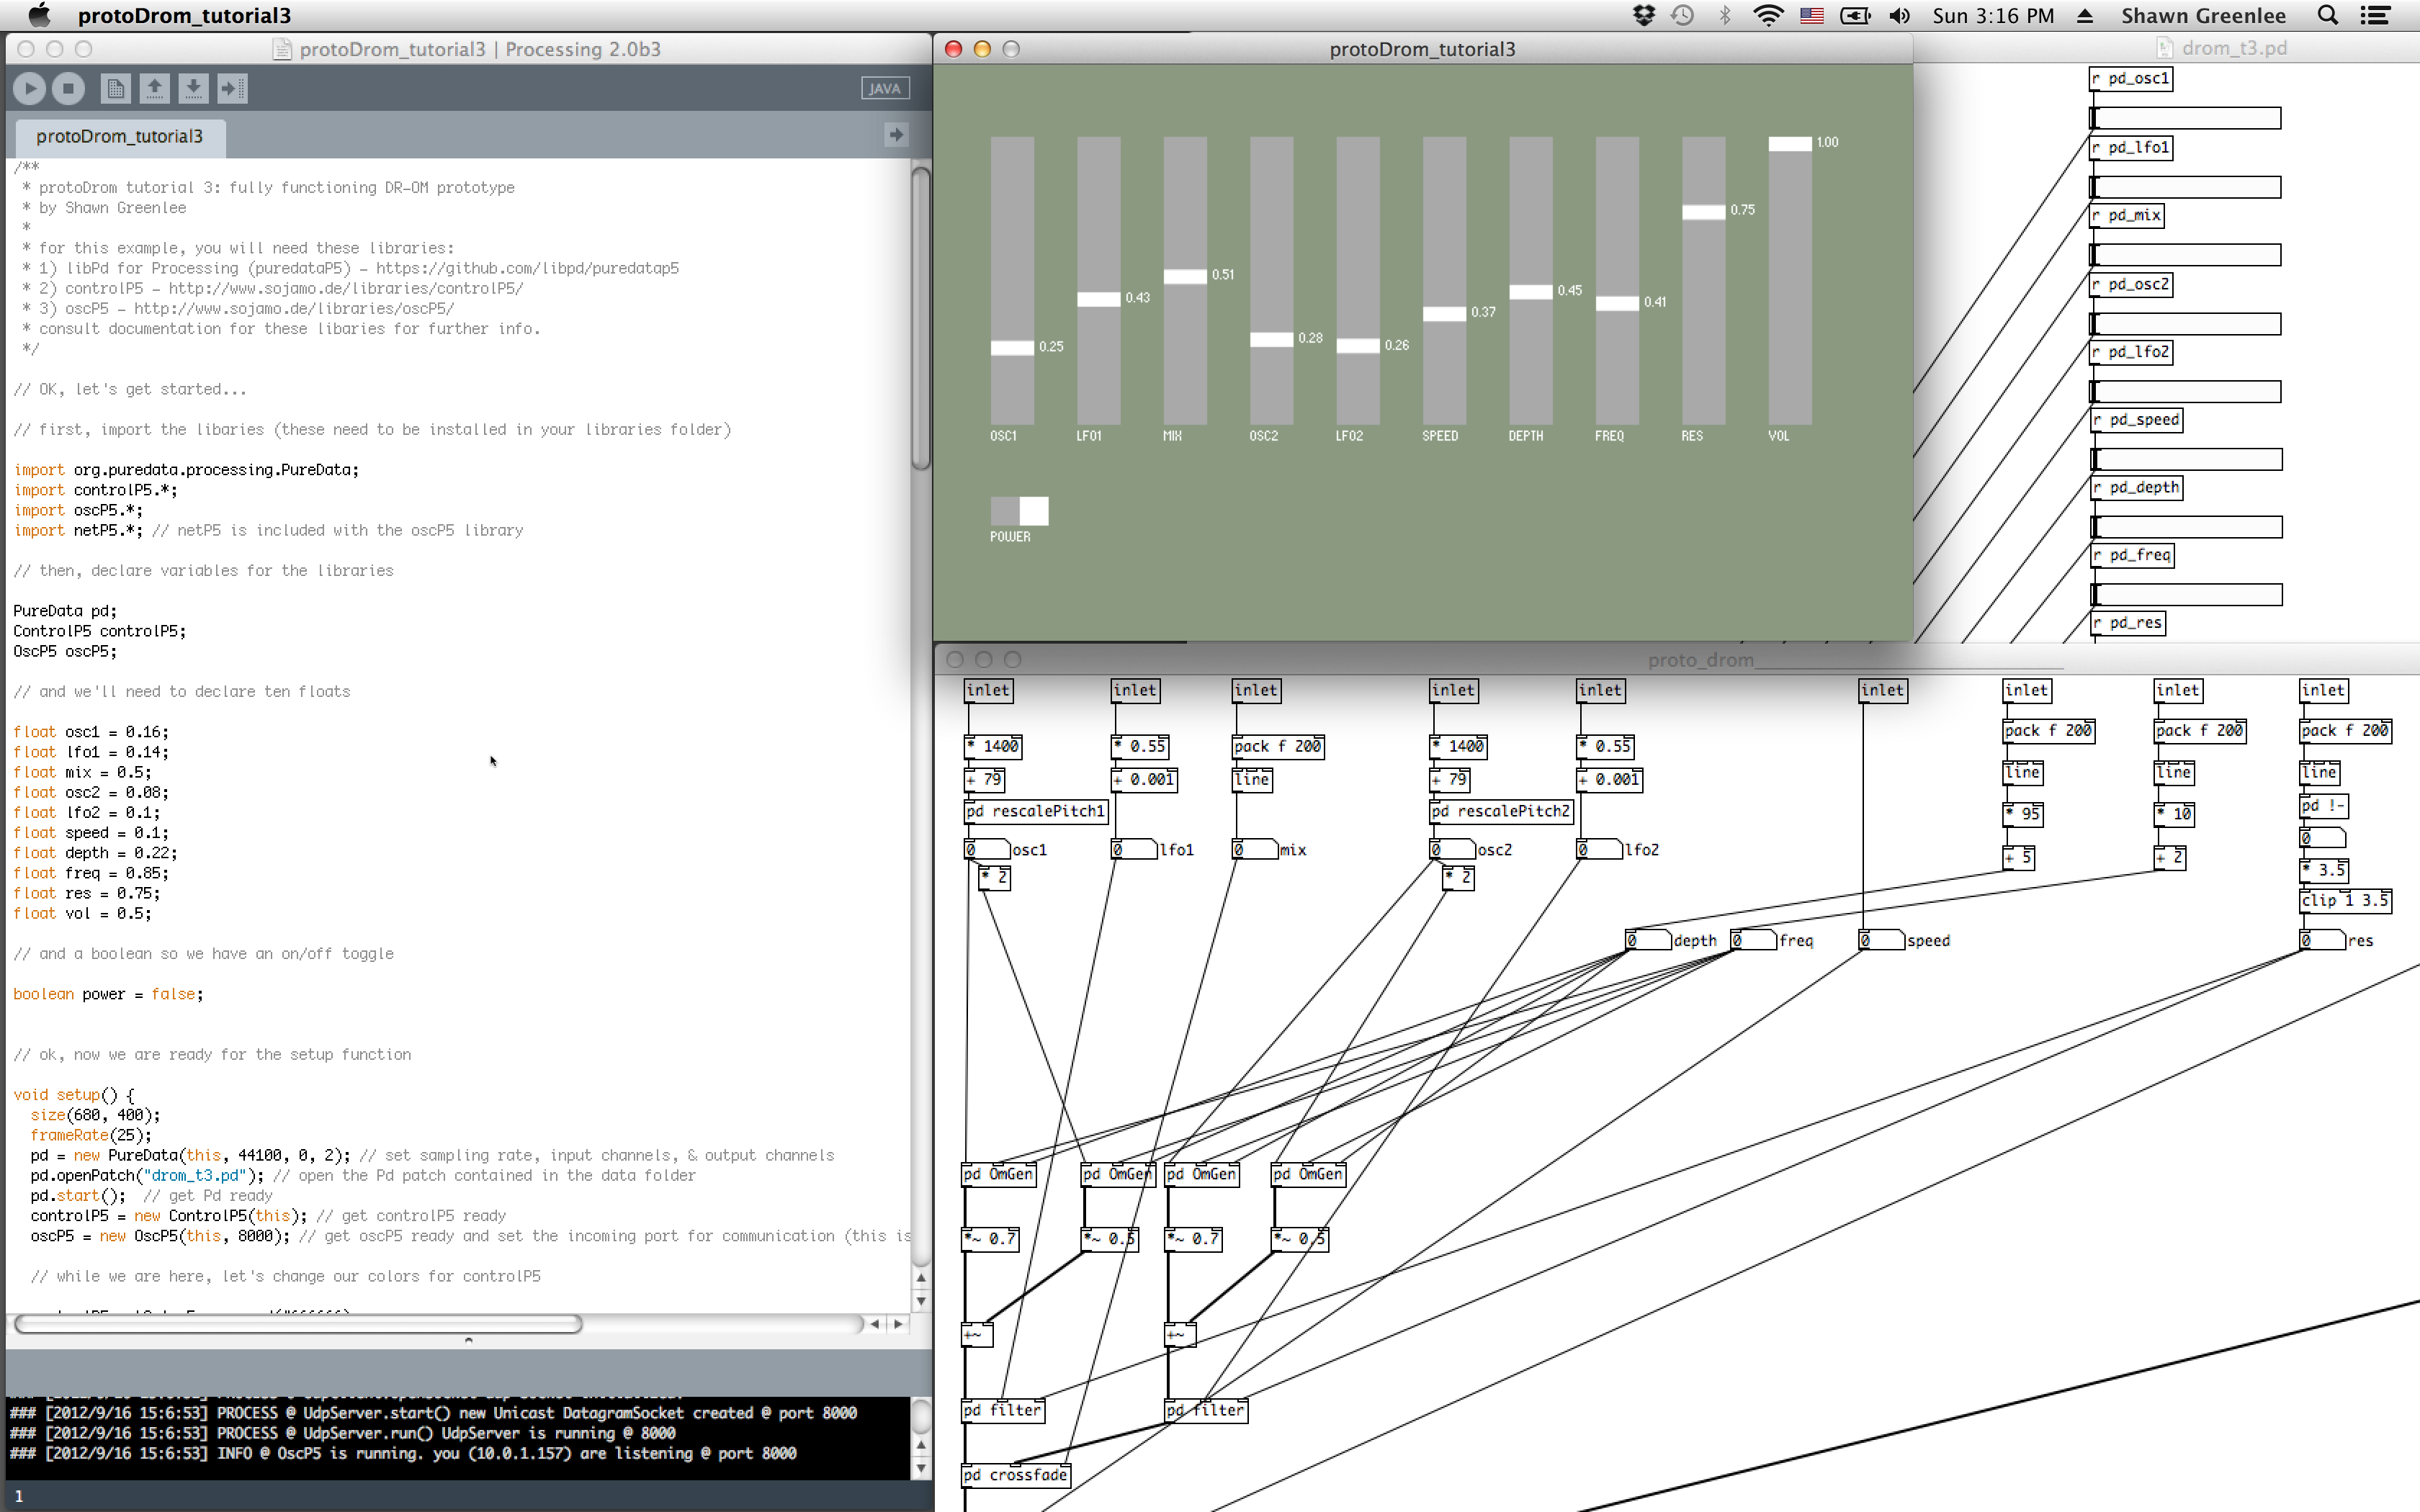 protoDrom_tutorial3
Sun 3:16 PM
Shawn Greenlee
protoDrom_tutorial3 | Processing 2.0b3
JAVA
protoDrom_tutorial3
/**
* protoDrom tutorial 3: fully functioning DR-OM prototype
* by Shawn Greenlee
*
* for this example, you will need these libraries:
* 1) libPd for Processing (puredataP5) - https://github.com/libpd/puredatap5
* 2) controlP5 - http://www.sojamo.de/libraries/controlP5/
* 3) oscP5 - http://www.sojamo.de/libraries/oscP5/
* consult documentation for these libaries for further info.
*/
// OK, let's get started...
// first, import the libaries (these need to be installed in your libraries folder)
import org.puredata.processing.PureData;
import controlP5.*;
import oscP5.*;
import netP5.*; // netP5 is included with the oscP5 library
// then, declare variables for the libraries
PureData pd;
ControlP5 controlP5;
OscP5 oscP5;
// and we'll need to declare ten floats
float osc1 = 0.16;
float lfo1 = 0.14;
float mix = 0.5;
float osc2 = 0.08;
float lfo2 = 0.1;
float speed = 0.1;
float depth = 0.22;
float freq = 0.85;
float res = 0.75;
float vol = 0.5;
// and a boolean so we have an on/off toggle
boolean power = false;
// ok, now we are ready for the setup function
void setup() {
size(680, 400);
frameRate(25);
pd = new PureData(this, 44100, 0, 2); // set sampling rate, input channels, & output channels
pd.openPatch("drom_t3.pd"); // open the Pd patch contained in the data folder
pd.start(); // get Pd ready
controlP5 = new ControlP5(this); // get controlP5 ready
oscP5 = new OscP5(this, 8000); // get oscP5 ready and set the incoming port for communication (this is
// while we are here, let's change our colors for controlP5
### [2012/9/16 15:6:53] PROCESS @ UdpServer.start() new Unicast DatagramSocket created @ port 8000
### [2012/9/16 15:6:53] PROCESS @ UdpServer.run() UdpServer is running @ 8000
### [2012/9/16 15:6:53] INFO @ OscP5 is running. you (10.0.1.157) are listening @ port 8000
1
protoDrom_tutorial3
1.00
0.75
0.51
0.43
0.45
0.41
0.37
0.28
0.26
0.25
OSC1 LFO1 MIX OSC2 LFO2 SPEED DEPTH FREQ RES VOL
POWER
drom_t3.pd
r pd_osc1
r pd_lfo1
r pd_mix
r pd_osc2
r pd_lfo2
r pd_speed
r pd_depth
r pd_freq
r pd_res
proto_drom
inlet inlet inlet inlet inlet inlet inlet inlet inlet
pack f 200 pack f 200 pack f 200
* 1400 * 0.55 pack f 200 * 1400 * 0.55
line line line
+ 79 + 0.001 line + 79 + 0.001
pd rescalePitch1 pd rescalePitch2 * 95 * 10 pd !-
0
0 osc1 0 lfo1 0 mix 0 osc2 0 lfo2 + 5 + 2
* 2 * 2 * 3.5
clip 1 3.5
0 depth 0 freq 0 speed 0 res
pd OmGen pd OmGen pd OmGen pd OmGen
*~ 0.7 *~ 0.5 *~ 0.7 *~ 0.5
+~ +~
pd filter pd filter
pd crossfade